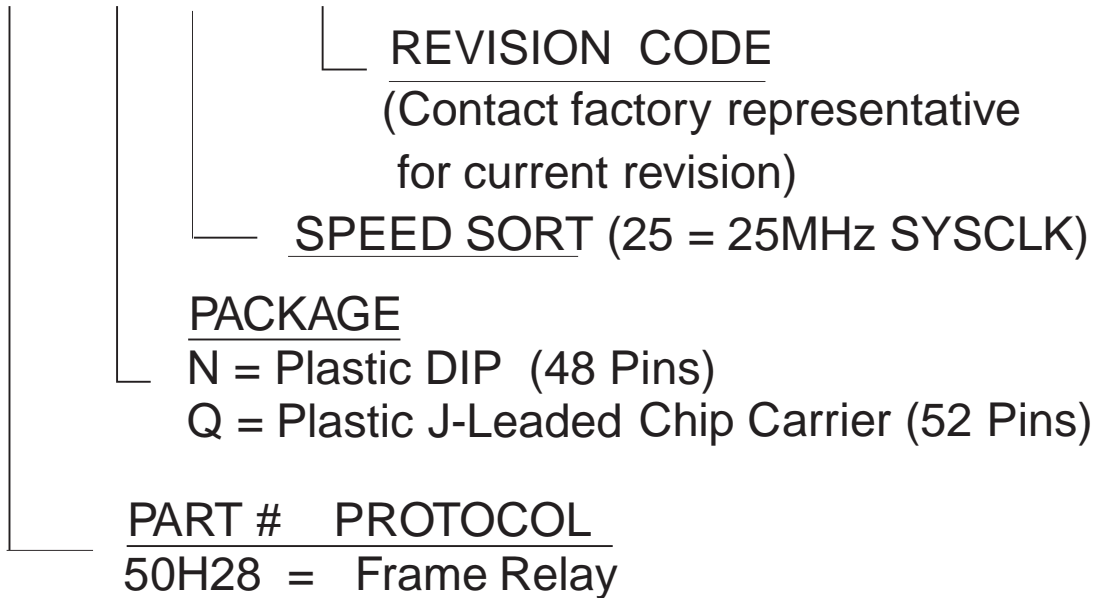 REVISION CODE
(Contact factory representative
for current revision)
SPEED SORT (25 = 25MHz SYSCLK)
PACKAGE
N = Plastic DIP (48 Pins)
Q = Plastic J-Leaded Chip Carrier (52 Pins)
PART # PROTOCOL
50H28 = Frame Relay